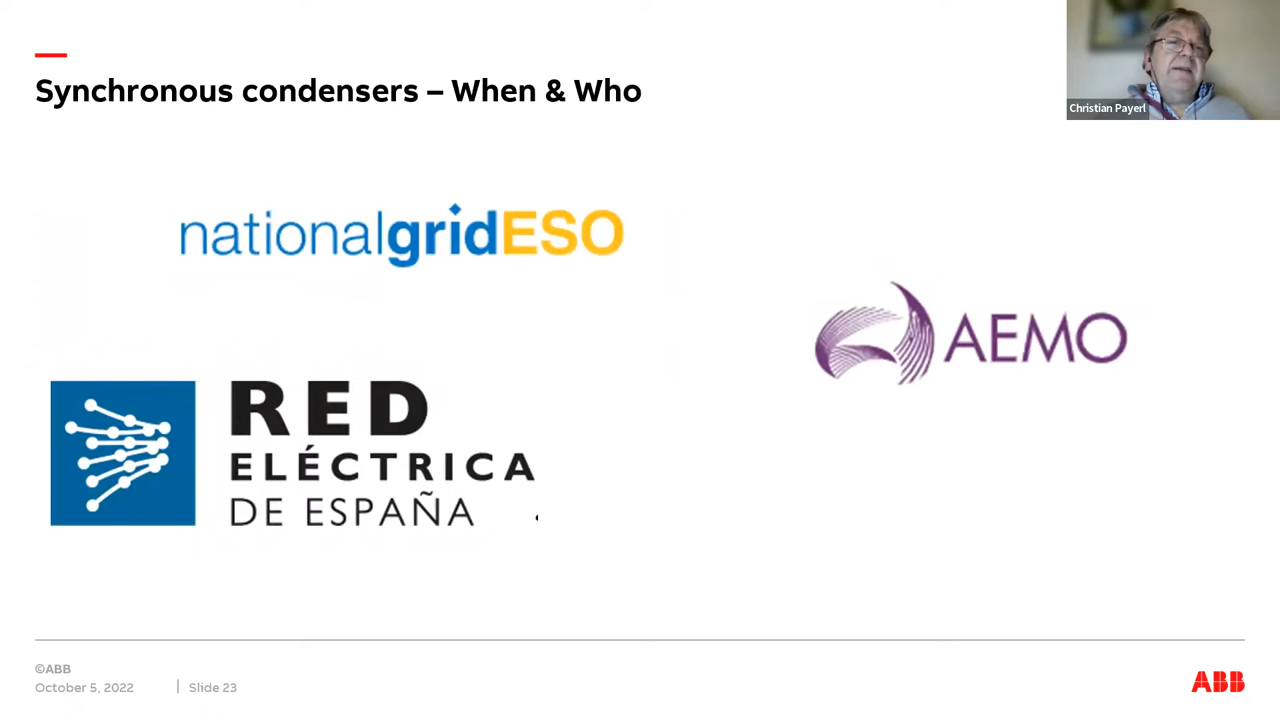 Synchronous condensers – When & Who
Christian Payerl
nationalgridESO
AEMO
RED
ELÉCTRICA
DE ESPAÑA
©ABB
October 5, 2022
Slide 23
ABB